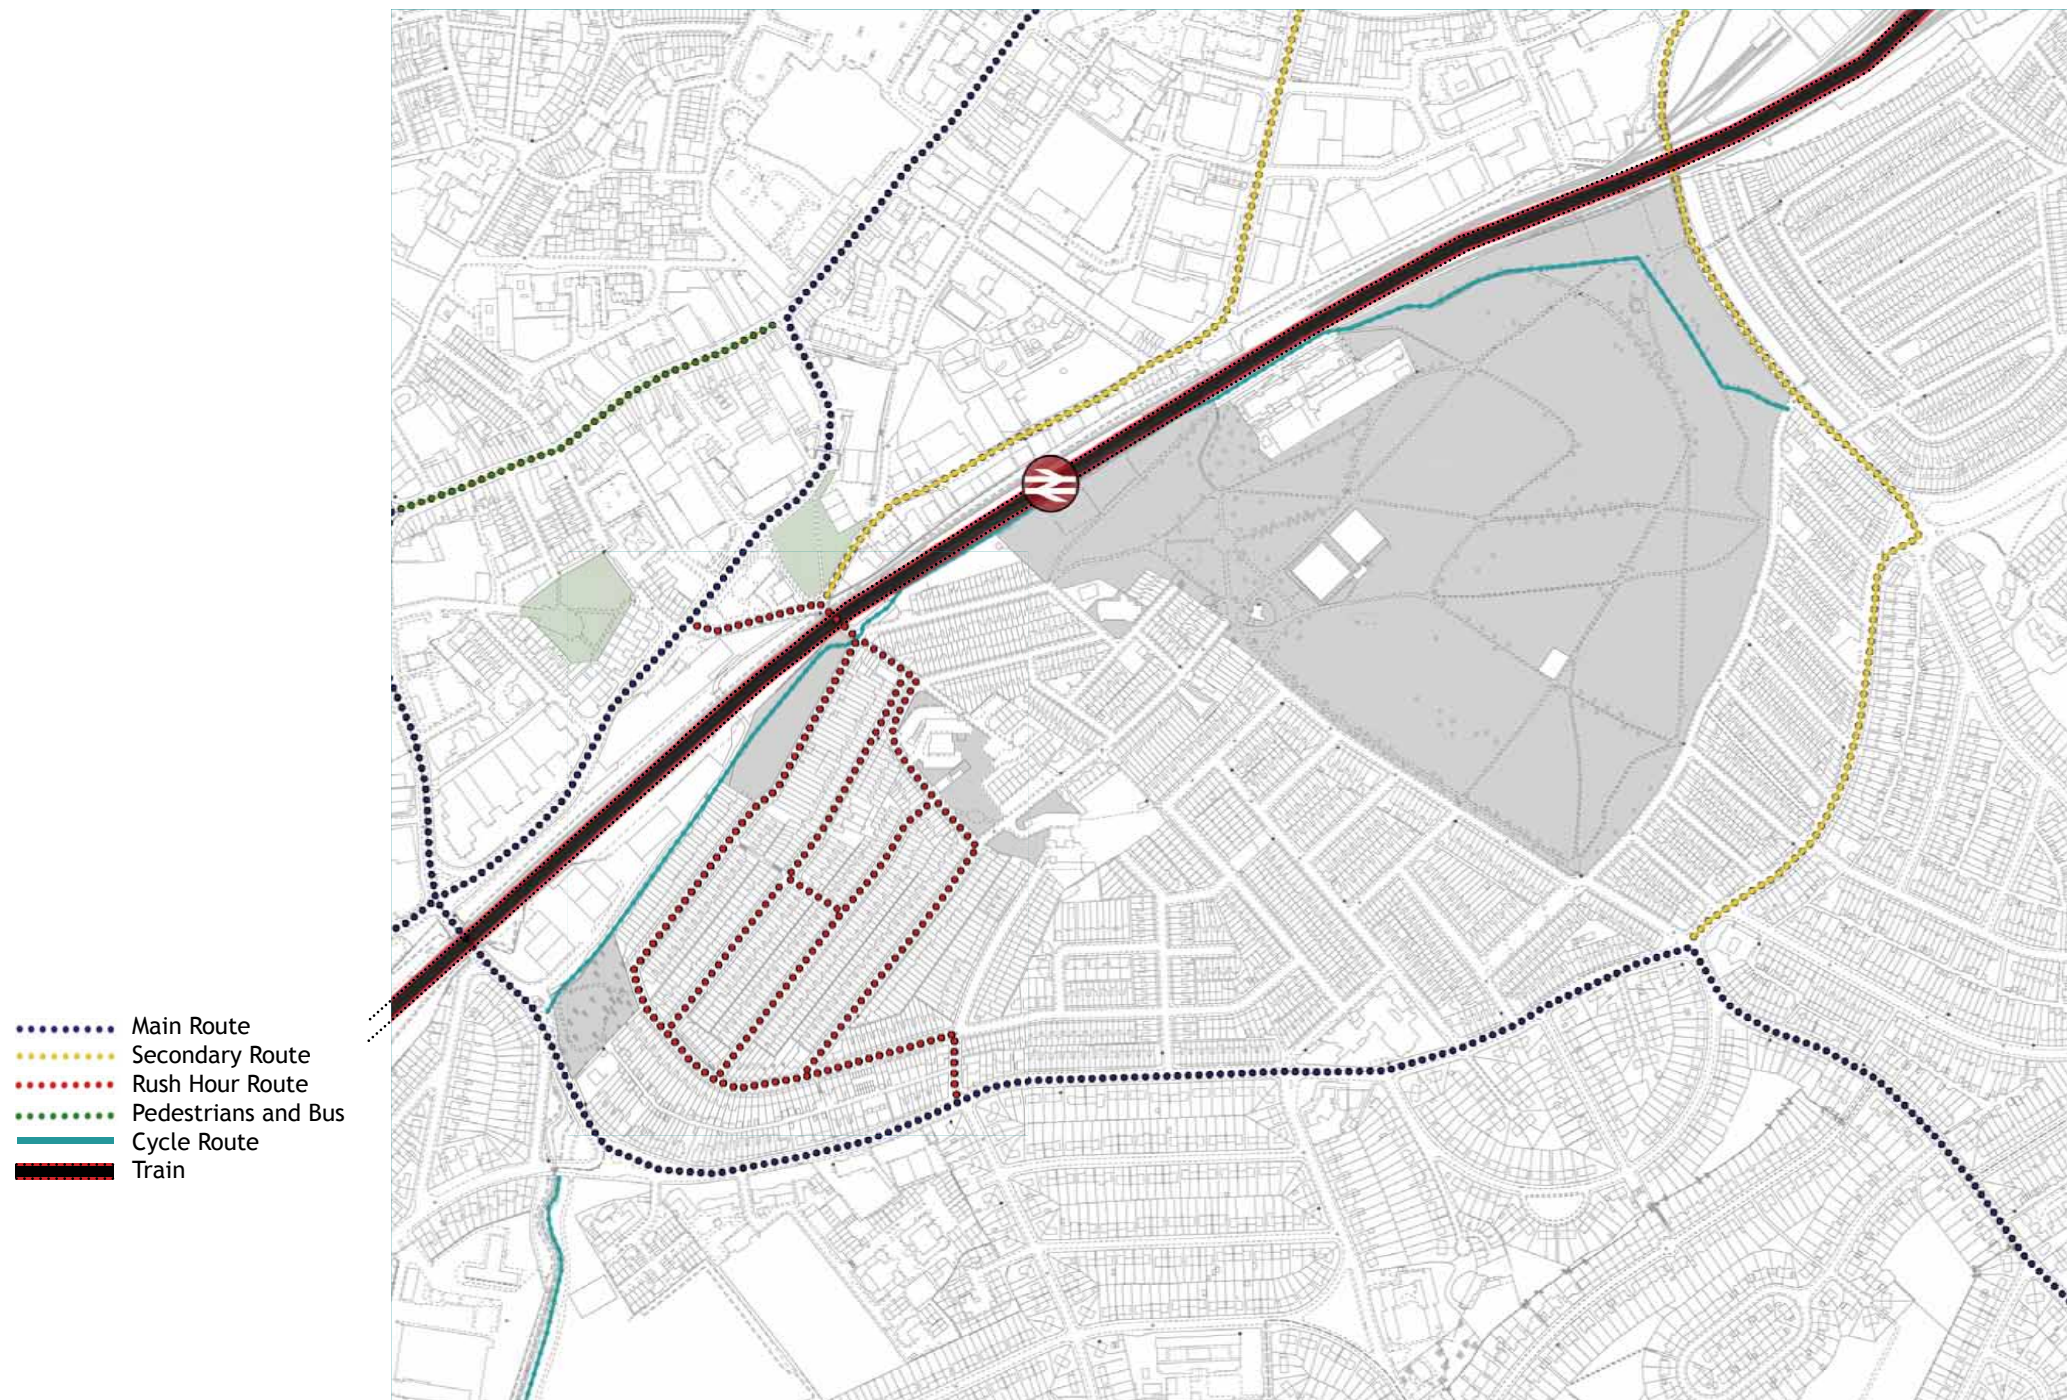 Main Route
Secondary Route
Rush Hour Route
Pedestrians and Bus
Cycle Route
Train